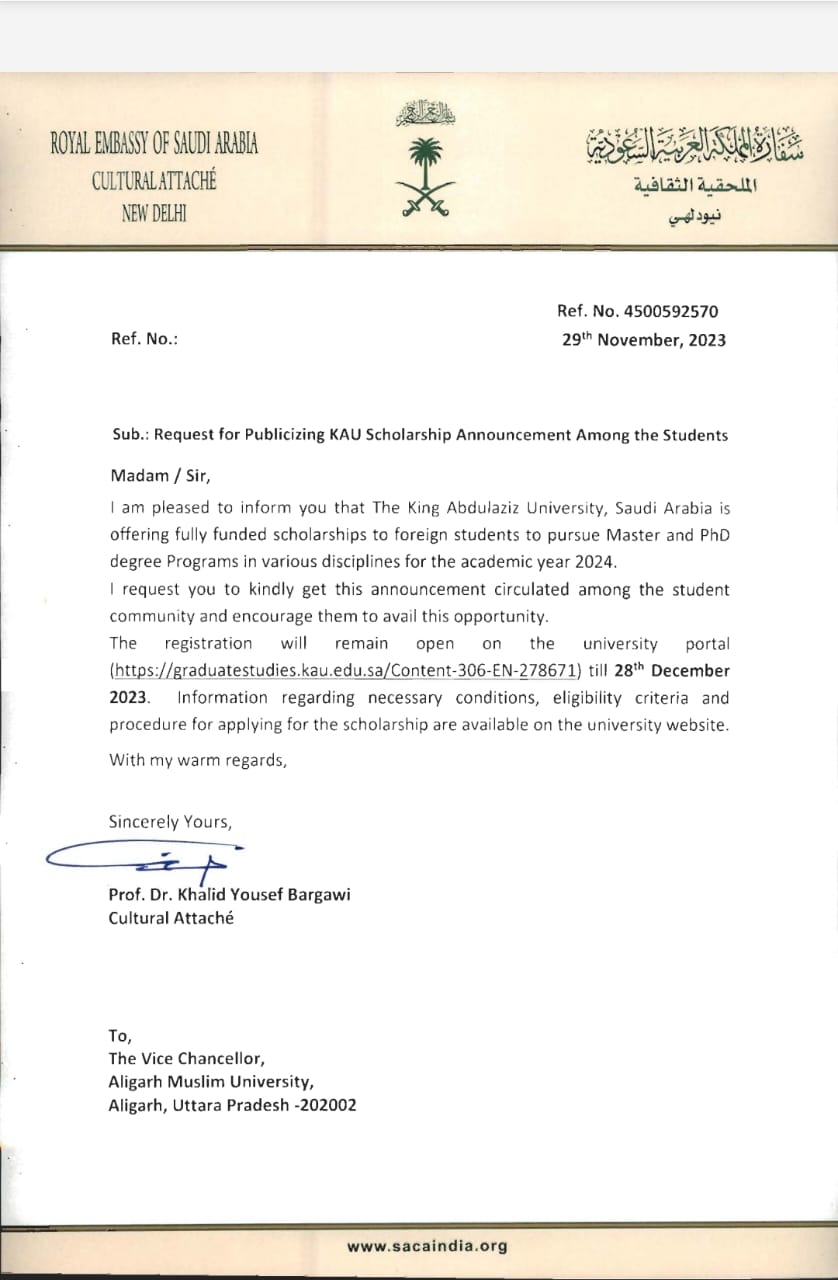 ROYAL EMBASSY OF SAUDI ARABIA
CULTURAL ATTACHÉ
NEW DELHI
سفارة المملكة العربية السعودية
الملحقية الثقافية
نيودلهي
Ref. No. 4500592570
Ref. No.:
29th November, 2023
Sub.: Request for Publicizing KAU Scholarship Announcement Among the Students
Madam / Sir,
I am pleased to inform you that The King Abdulaziz University, Saudi Arabia is
offering fully funded scholarships to foreign students to pursue Master and PhD
degree Programs in various disciplines for the academic year 2024.
I request you to kindly get this announcement circulated among the student
community and encourage them to avail this opportunity.
The registration will remain open on the university portal
(https://graduatestudies.kau.edu.sa/Content-306-EN-278671) till 28th December
2023. Information regarding necessary conditions, eligibility criteria and
procedure for applying for the scholarship are available on the university website.
With my warm regards,
Sincerely Yours,
Prof. Dr. Khalid Yousef Bargawi
Cultural Attaché
To,
The Vice Chancellor,
Aligarh Muslim University,
Aligarh, Uttara Pradesh -202002
www.sacaindia.org